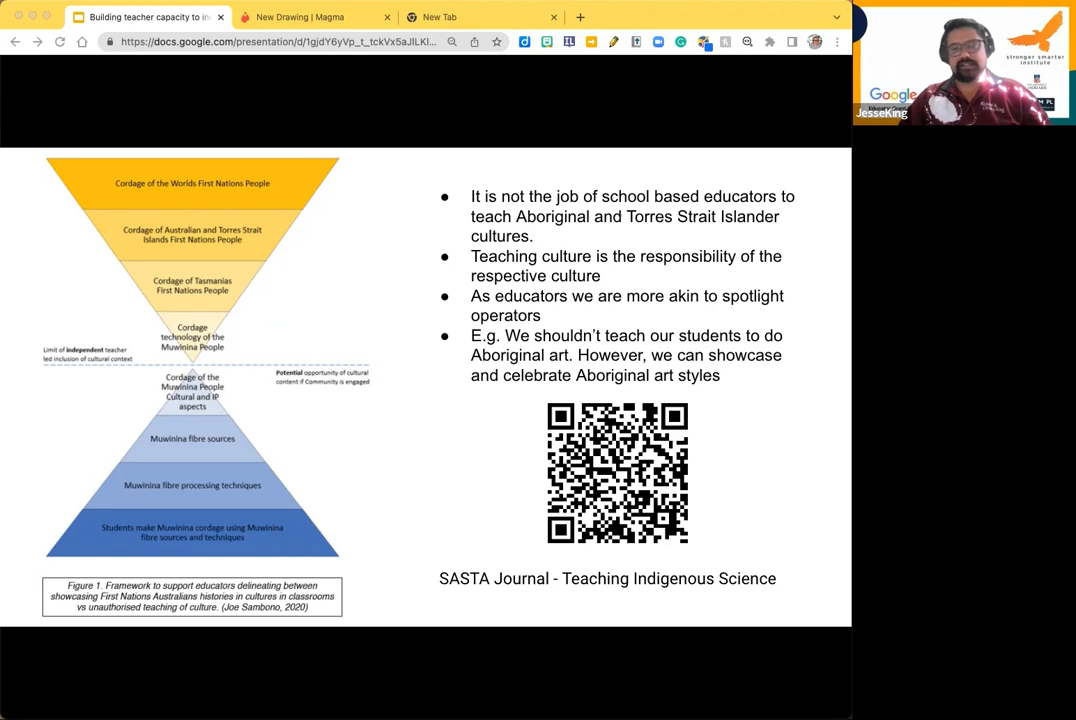 Building teacher capacity to in
New Drawing | Magma
New Tab
https://docs.google.com/presentation/d/1gjdY6yVp_t_tckVx5aJlLKl...
stronger smarter
institute
Google
JesseKing
Cordage of the Worlds First Nations People
Cordage of Australian and Torres Strait
Islands First Nations People
Cordage of Tasmanias
First Nations People
Cordage
technology of the
Muwinina People
Limit of independent teacher
led inclusion of cultural context
Potential opportunity of cultural
content if Community is engaged
Cordage of the
Muwinina People
Cultural and IP
aspects
Muwinina fibre sources
Muwinina fibre processing techniques
Students make Muwinina cordage using Muwinina
fibre sources and techniques
Figure 1. Framework to support educators delineating between
showcasing First Nations Australians histories in cultures in classrooms
vs unauthorised teaching of culture. (Joe Sambono, 2020)
● It is not the job of school based educators to
teach Aboriginal and Torres Strait Islander
cultures.
● Teaching culture is the responsibility of the
respective culture
● As educators we are more akin to spotlight
operators
● E.g. We shouldn’t teach our students to do
Aboriginal art. However, we can showcase
and celebrate Aboriginal art styles
SASTA Journal - Teaching Indigenous Science